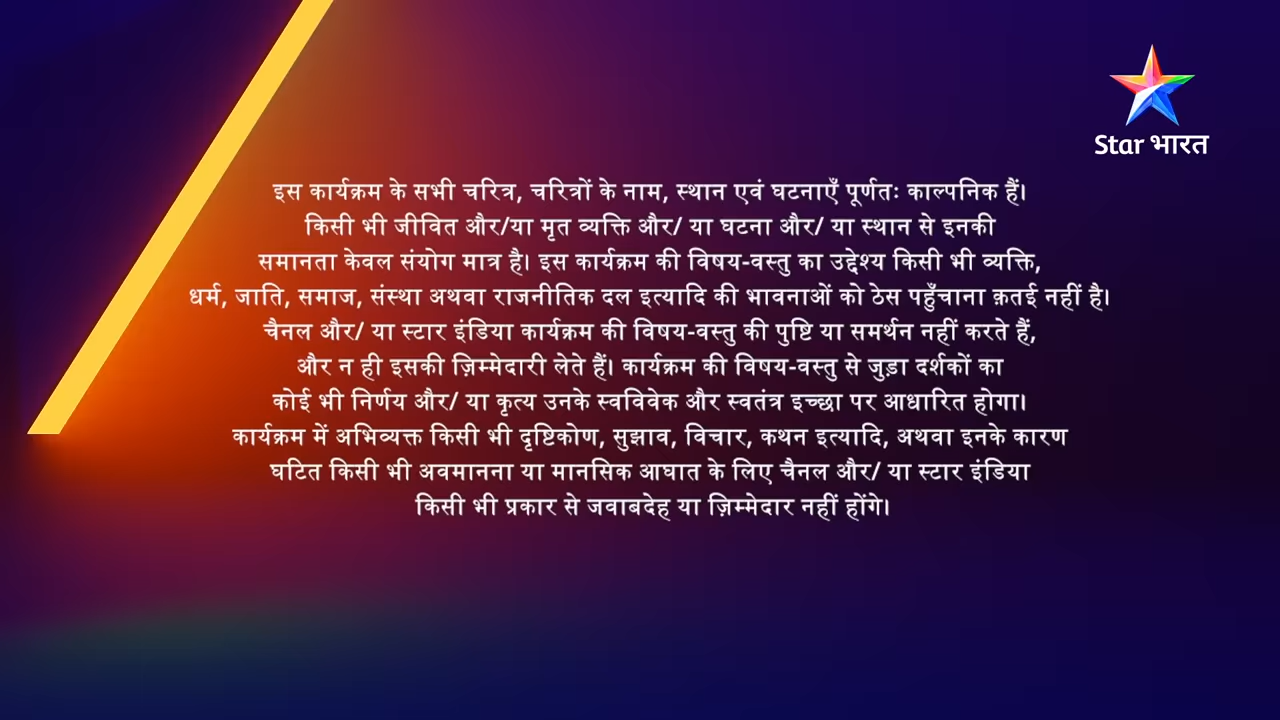 Star भारत
इस कार्यक्रम के सभी चरित्र, चरित्रों के नाम, स्थान एवं घटनाएँ पूर्णतः काल्पनिक हैं।
किसी भी जीवित और/या मृत व्यक्ति और/ या घटना और/ या स्थान से इनकी
समानता केवल संयोग मात्र है। इस कार्यक्रम की विषय-वस्तु का उद्देश्य किसी भी व्यक्ति,
धर्म, जाति, समाज, संस्था अथवा राजनीतिक दल इत्यादि की भावनाओं को ठेस पहुँचाना क़तई नहीं है।
चैनल और/ या स्टार इंडिया कार्यक्रम की विषय-वस्तु की पुष्टि या समर्थन नहीं करते हैं,
और न ही इसकी ज़िम्मेदारी लेते हैं। कार्यक्रम की विषय-वस्तु से जुड़ा दर्शकों का
कोई भी निर्णय और/ या कृत्य उनके स्वविवेक और स्वतंत्र इच्छा पर आधारित होगा।
कार्यक्रम में अभिव्यक्त किसी भी दृष्टिकोण, सुझाव, विचार, कथन इत्यादि, अथवा इनके कारण
घटित किसी भी अवमानना या मानसिक आघात के लिए चैनल और/ या स्टार इंडिया
किसी भी प्रकार से जवाबदेह या ज़िम्मेदार नहीं होंगे।